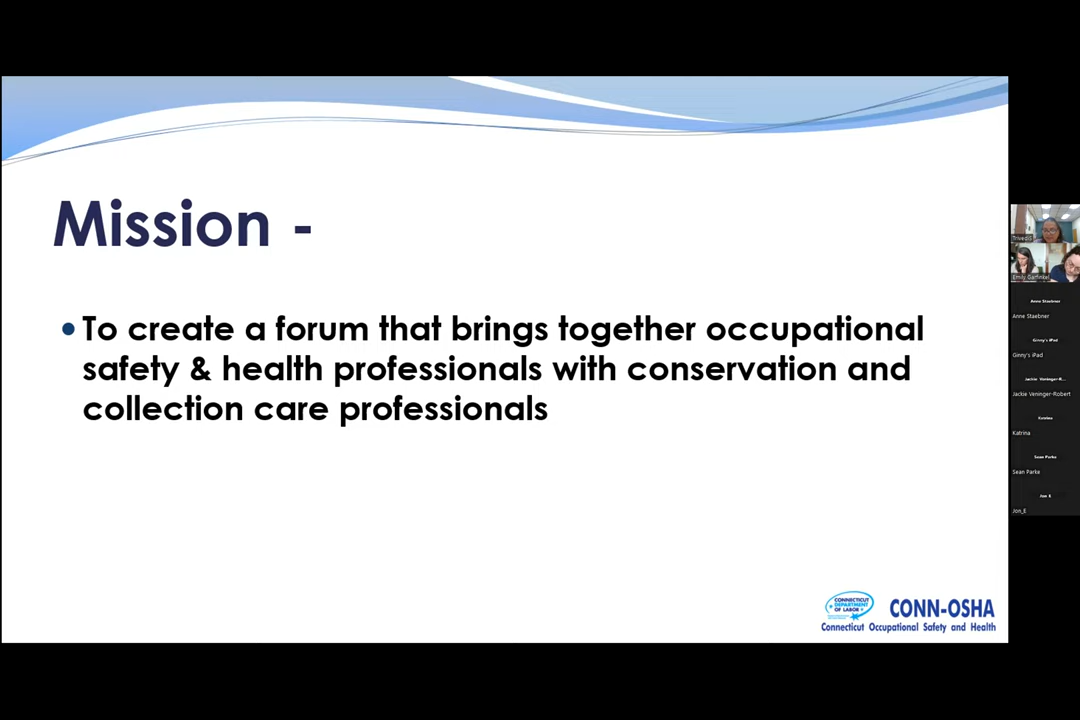 Mission -
• To create a forum that brings together occupational
safety & health professionals with conservation and
collection care professionals
CONNECTICUT
DEPARTMENT
OF LABOR
CONN-OSHA
Connecticut Occupational Safety and Health
Emily Garfinkel
Anne Staebner
Anne Staebner
Ginny's iPad
Ginny's iPad
Jackie Veninger-R...
Jackie Veninger-Robert
Katrina
Katrina
Sean Parke
Sean Parke
Jon E
Jon_E